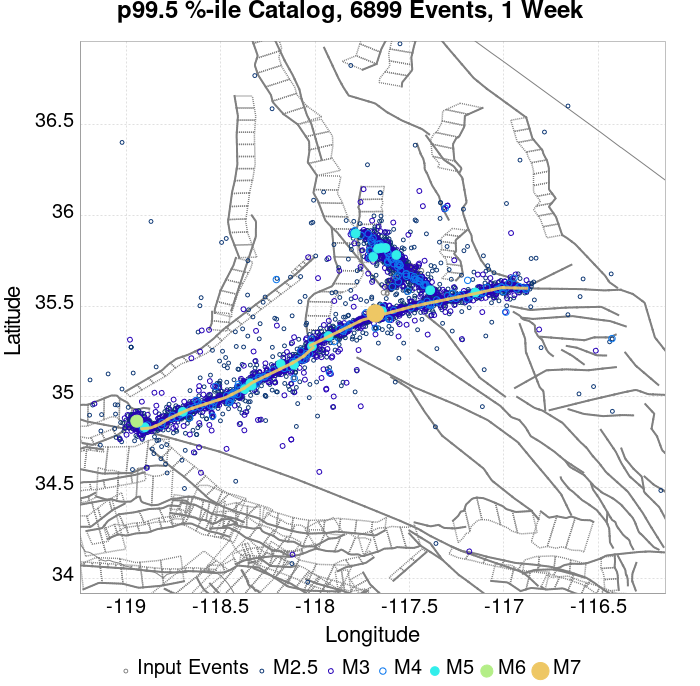 p99.5 %-ile Catalog, 6899 Events, 1 Week
36.5
36
35.5
35
34.5
34
Latitude
-119 -118.5 -118 -117.5 -117 -116.5
Longitude
Input Events M2.5 M3 M4 M5 M6 M7